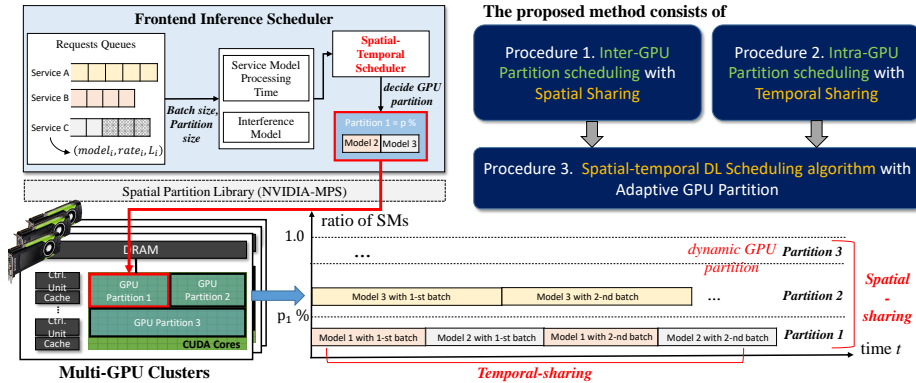 Frontend Inference Scheduler
Requests Queues
Service A
Service B
Service C
(model_i, rate_i, L_i)
Batch size,
Partition
size
Service Model
Processing
Time
Interference
Model
Spatial-
Temporal
Scheduler
decide GPU
partition
Partition 1 = p %
Model 2
Model 3
Spatial Partition Library (NVIDIA-MPS)
DRAM
Ctrl.
Unit
Cache
Ctrl.
Unit
Cache
GPU
Partition 1
GPU
Partition 2
GPU Partition 3
CUDA Cores
Multi-GPU Clusters
The proposed method consists of
Procedure 1. Inter-GPU
Partition scheduling with
Spatial Sharing
Procedure 2. Intra-GPU
Partition scheduling with
Temporal Sharing
Procedure 3. Spatial-temporal DL Scheduling algorithm with
Adaptive GPU Partition
ratio of SMs
1.0
...
dynamic GPU
partition
Partition 3
Model 3 with 1-st batch
Model 3 with 2-nd batch
...
Partition 2
p₁ %
Model 1 with 1-st batch
Model 2 with 1-st batch
Model 1 with 2-nd batch
Model 2 with 2-nd batch
Partition 1
Spatial
-
sharing
time t
Temporal-sharing